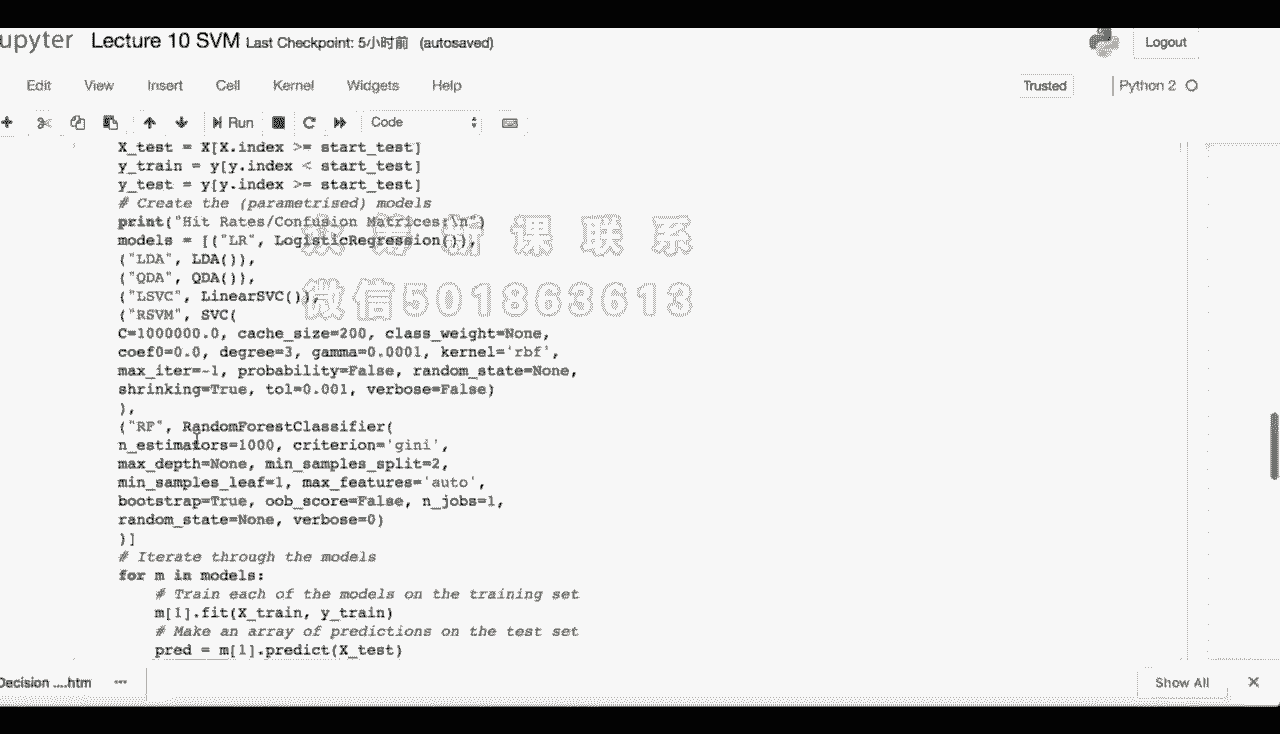 upyter Lecture 10 SVM Last Checkpoint: 5小时前 (autosaved)
Logout
Edit View Insert Cell Kernel Widgets Help
Trusted Python 2
Run Code
X_test = X[X.index >= start_test]
y_train = y[y.index < start_test]
y_test = y[y.index >= start_test]
# Create the (parametrised) models
print("Hit Rates/Confusion Matrices:\n")
models = [("LR", LogisticRegression()),
("LDA", LDA()),
("QDA", QDA()),
("LSVC", LinearSVC()),
("RSVM", SVC(
C=1000000.0, cache_size=200, class_weight=None,
coef0=0.0, degree=3, gamma=0.0001, kernel='rbf',
max_iter=-1, probability=False, random_state=None,
shrinking=True, tol=0.001, verbose=False)
),
("RF", RandomForestClassifier(
n_estimators=1000, criterion='gini',
max_depth=None, min_samples_split=2,
min_samples_leaf=1, max_features='auto',
bootstrap=True, oob_score=False, n_jobs=1,
random_state=None, verbose=0)
)]
# Iterate through the models
for m in models:
# Train each of the models on the training set
m[1].fit(X_train, y_train)
# Make an array of predictions on the test set
pred = m[1].predict(X_test)
课联系
微信501863613
Decision ....htm
Show All